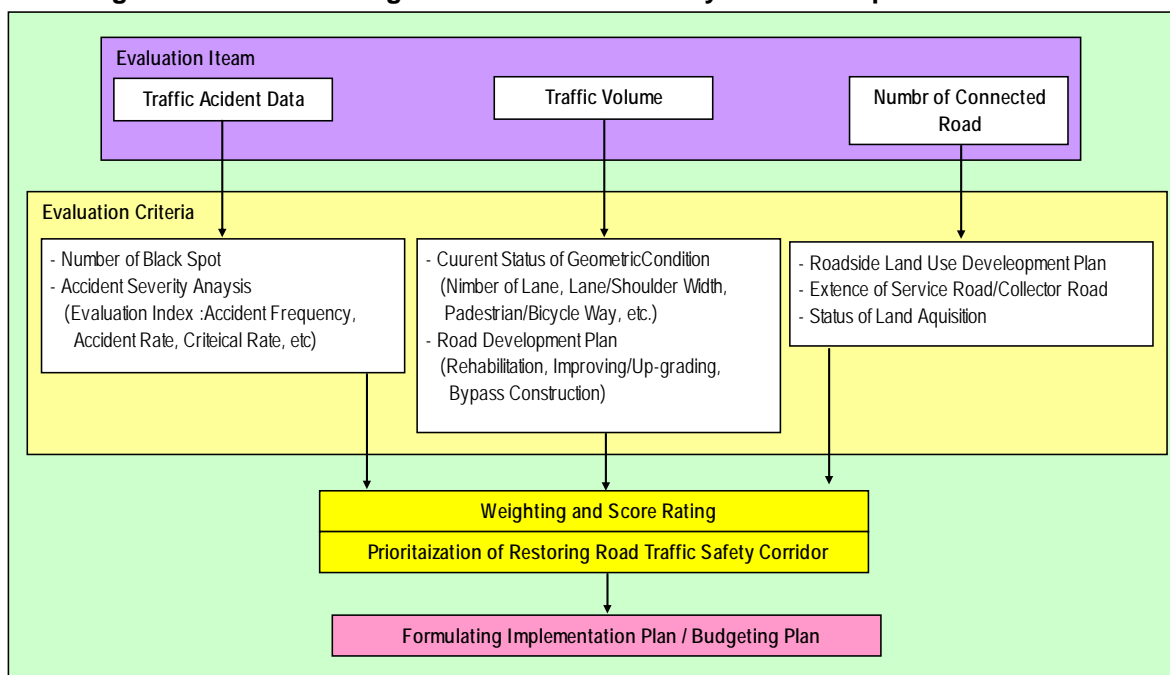 Evaluation Iteam
Traffic Acident Data
Traffic Volume
Numbr of Connected
Road
Evaluation Criteria
- Number of Black Spot
- Accident Severity Anaysis
(Evaluation Index :Accident Frequency,
Accident Rate, Criteical Rate, etc)
- Cuurent Status of GeometricCondition
(Nimber of Lane, Lane/Shoulder Width,
Padestrian/Bicycle Way, etc.)
- Road Development Plan
(Rehabilitation, Improving/Up-grading,
Bypass Construction)
- Roadside Land Use Develeopment Plan
- Extence of Service Road/Collector Road
- Status of Land Aquisition
Weighting and Score Rating
Prioritaization of Restoring Road Traffic Safety Corridor
Formulating Implementation Plan / Budgeting Plan